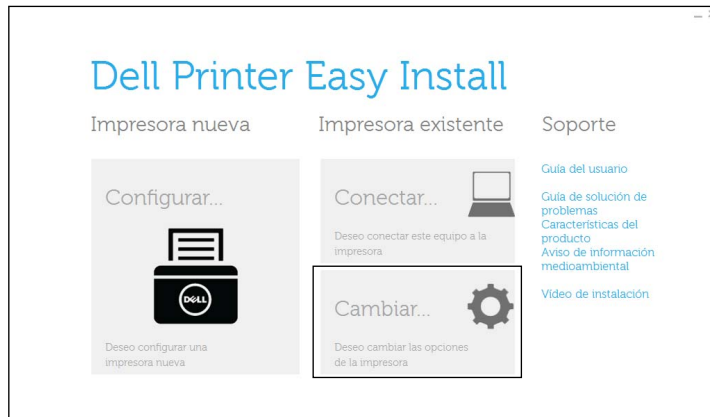 Dell Printer Easy Install
Impresora nueva
Configurar...
DELL
Deseo configurar una
impresora nueva
Impresora existente
Conectar...
Deseo conectar este equipo a la
impresora
Cambiar...
Deseo cambiar las opciones
de la impresora
Soporte
Guía del usuario
Guía de solución de
problemas
Características del
producto
Aviso de información
medioambiental
Vídeo de instalación